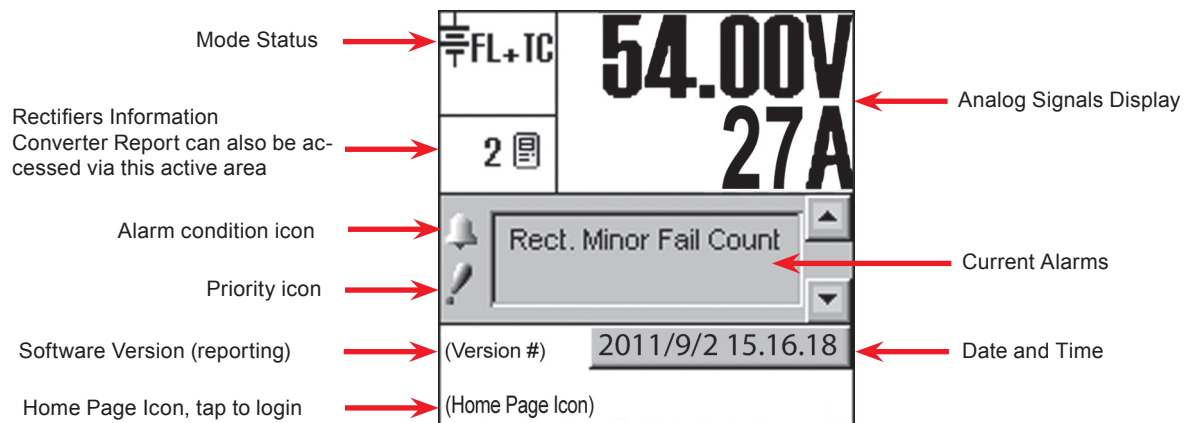 Mode Status
FL+TC
54.00V
Analog Signals Display
27A
Rectifiers Information
Converter Report can also be ac-
cessed via this active area
2
Alarm condition icon
Rect. Minor Fail Count
Current Alarms
Priority icon
Software Version (reporting)
(Version #)
2011/9/2 15.16.18
Date and Time
Home Page Icon, tap to login
(Home Page Icon)